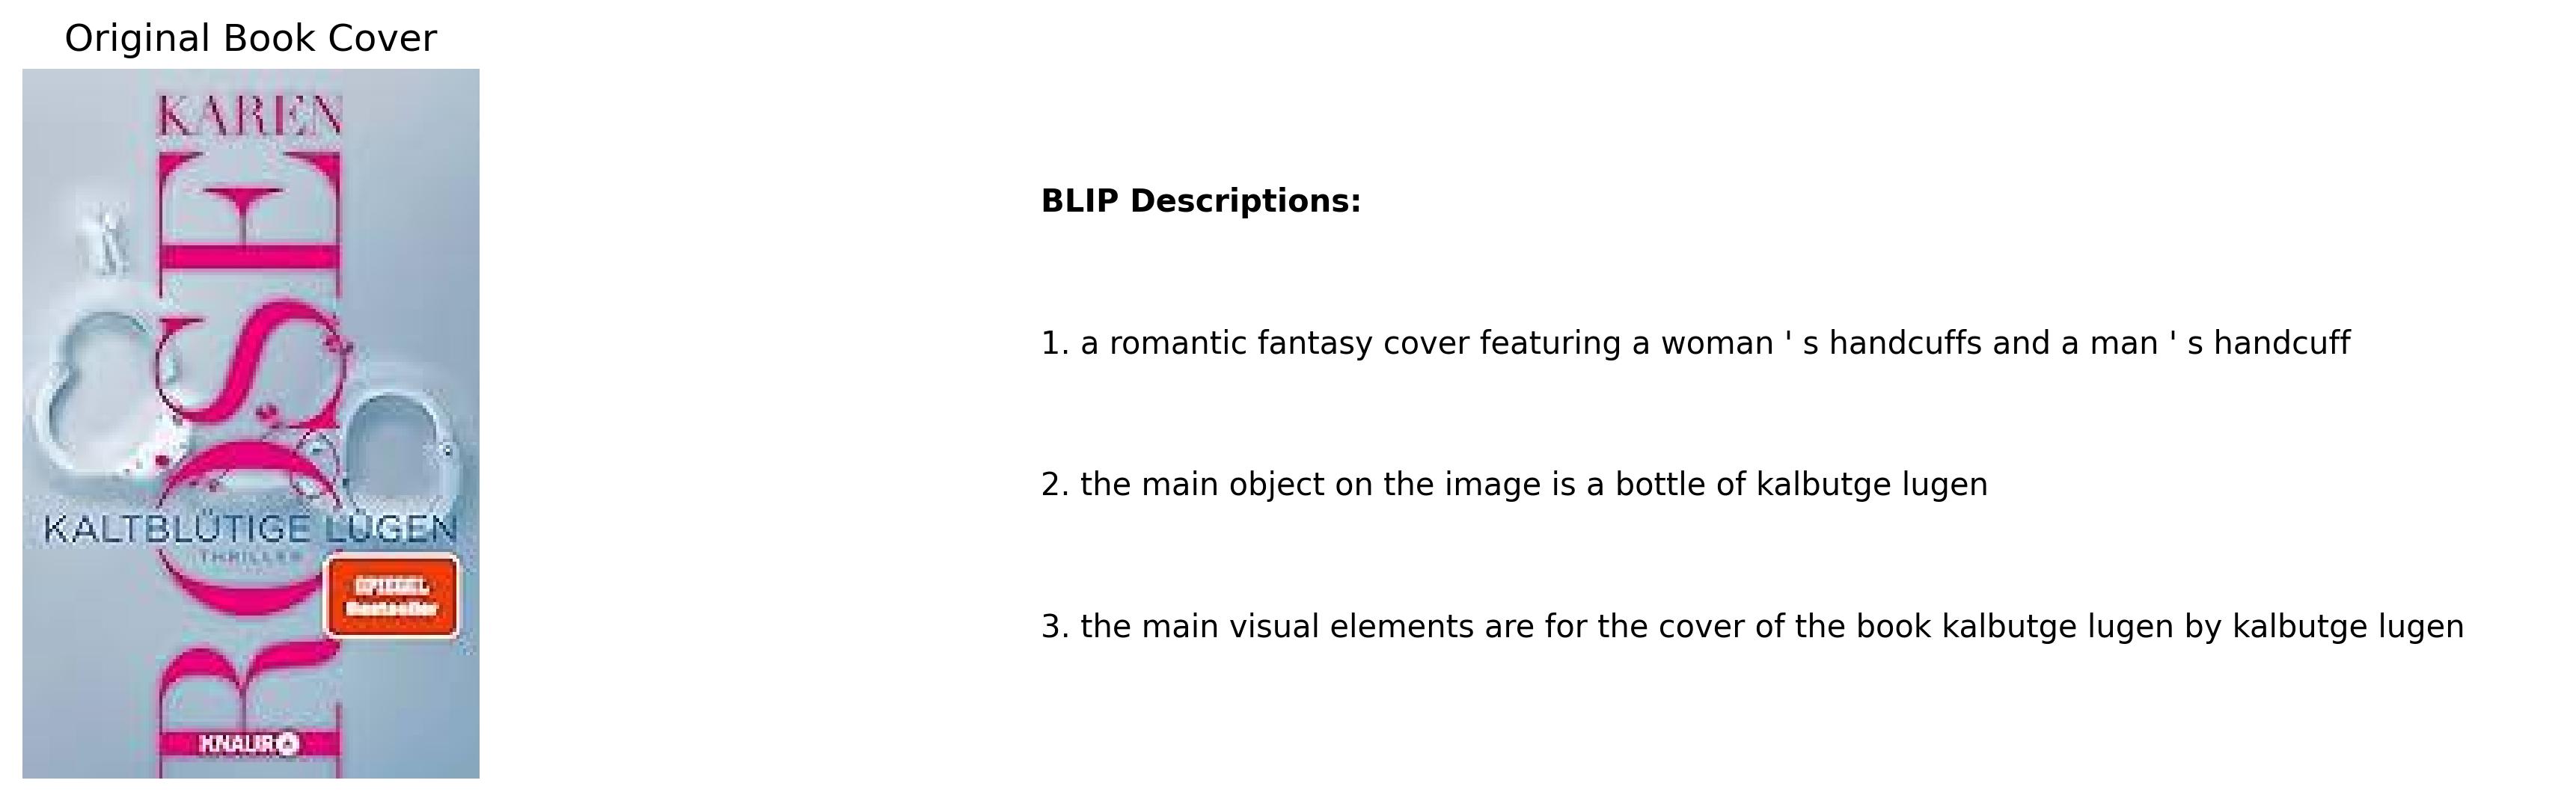 Original Book Cover
KAREN
ROSE
KALTBLÜTIGE LÜGEN
THRILLER
SPIEGEL
Bestseller
KNAUR
BLIP Descriptions:
1. a romantic fantasy cover featuring a woman ' s handcuffs and a man ' s handcuff
2. the main object on the image is a bottle of kalbutge lugen
3. the main visual elements are for the cover of the book kalbutge lugen by kalbutge lugen